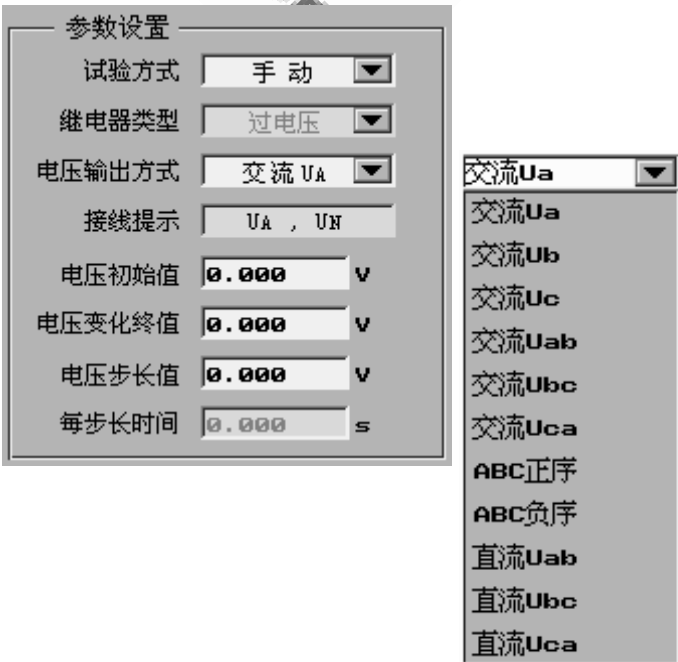 参数设置
试验方式 手动
继电器类型 过电压
电压输出方式 交流UA
接线提示 UA , UN
电压初始值 0.000 V
电压变化终值 0.000 V
电压步长值 0.000 V
每步长时间 0.000 s
交流Ua
交流Ua
交流Ub
交流Uc
交流Uab
交流Ubc
交流Uca
ABC正序
ABC负序
直流Uab
直流Ubc
直流Uca